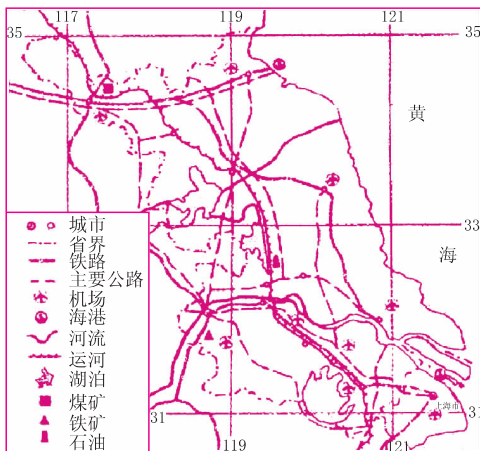 117
119
121
35
35
黄
海
33
城市
省界
铁路
主要公路
机场
海港
河流
运河
湖泊
煤矿
铁矿
石油
上海市
31
31
119
121